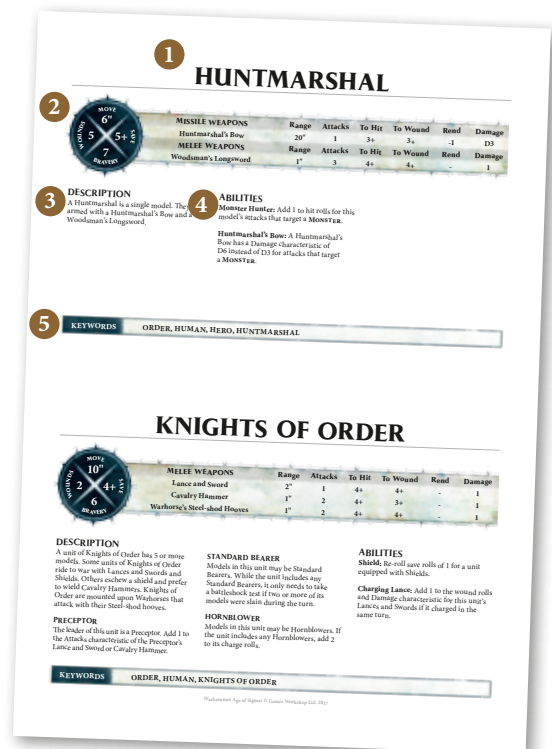 1
HUNTMARSHAL
2
MOVE
6"
WOUNDS 5 5+ SAVE
7
BRAVERY
MISSILE WEAPONS Range Attacks To Hit To Wound Rend Damage
Huntmarshal's Bow 20" 1 3+ 3+ -1 D3
MELEE WEAPONS Range Attacks To Hit To Wound Rend Damage
Woodsman's Longsword 1" 3 4+ 4+ - 1
3
DESCRIPTION
A Huntmarshal is a single model. They
armed with a Huntmarshal's Bow and a
Woodsman's Longsword.
4
ABILITIES
Monster Hunter: Add 1 to hit rolls for this
model's attacks that target a MONSTER.
Huntmarshal's Bow: A Huntmarshal's
Bow has a Damage characteristic of
D6 instead of D3 for attacks that target
a MONSTER.
5
KEYWORDS ORDER, HUMAN, HERO, HUNTMARSHAL
KNIGHTS OF ORDER
MOVE
10"
WOUNDS 2 4+ SAVE
6
BRAVERY
MELEE WEAPONS Range Attacks To Hit To Wound Rend Damage
Lance and Sword 2" 1 4+ 4+ - 1
Cavalry Hammer 1" 2 4+ 3+ - 1
Warhorse's Steel-shod Hooves 1" 2 4+ 4+ - 1
DESCRIPTION
A unit of Knights of Order has 5 or more
models. Some units of Knights of Order
ride to war with Lances and Swords and
Shields. Others eschew a shield and prefer
to wield Cavalry Hammers. Knights of
Order are mounted upon Warhorses that
attack with their Steel-shod hooves.
PRECEPTOR
The leader of this unit is a Preceptor. Add 1 to
the Attacks characteristic of the Preceptor's
Lance and Sword or Cavalry Hammer.
STANDARD BEARER
Models in this unit may be Standard
Bearers. While the unit includes any
Standard Bearers, it only needs to take
a battleshock test if two or more of its
models were slain during the turn.
HORNBLOWER
Models in this unit may be Hornblowers. If
the unit includes any Hornblowers, add 2
to its charge rolls.
ABILITIES
Shield: Re-roll save rolls of 1 for a unit
equipped with Shields.
Charging Lance: Add 1 to the wound rolls
and Damage characteristic for this unit's
Lances and Swords if it charged in the
same turn.
KEYWORDS ORDER, HUMAN, KNIGHTS OF ORDER
Warhammer Age of Sigmar © Games Workshop Ltd. 2017